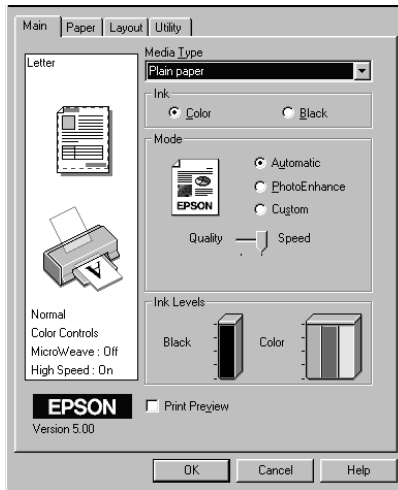 Main Paper Layout Utility
Letter
Media Type
Plain paper
Ink
Color Black
Mode
EPSON
Automatic
PhotoEnhance
Custom
Quality Speed
A
Normal
Color Controls
MicroWeave : Off
High Speed : On
Ink Levels
Black Color
EPSON
Version 5.00
Print Preview
OK Cancel Help